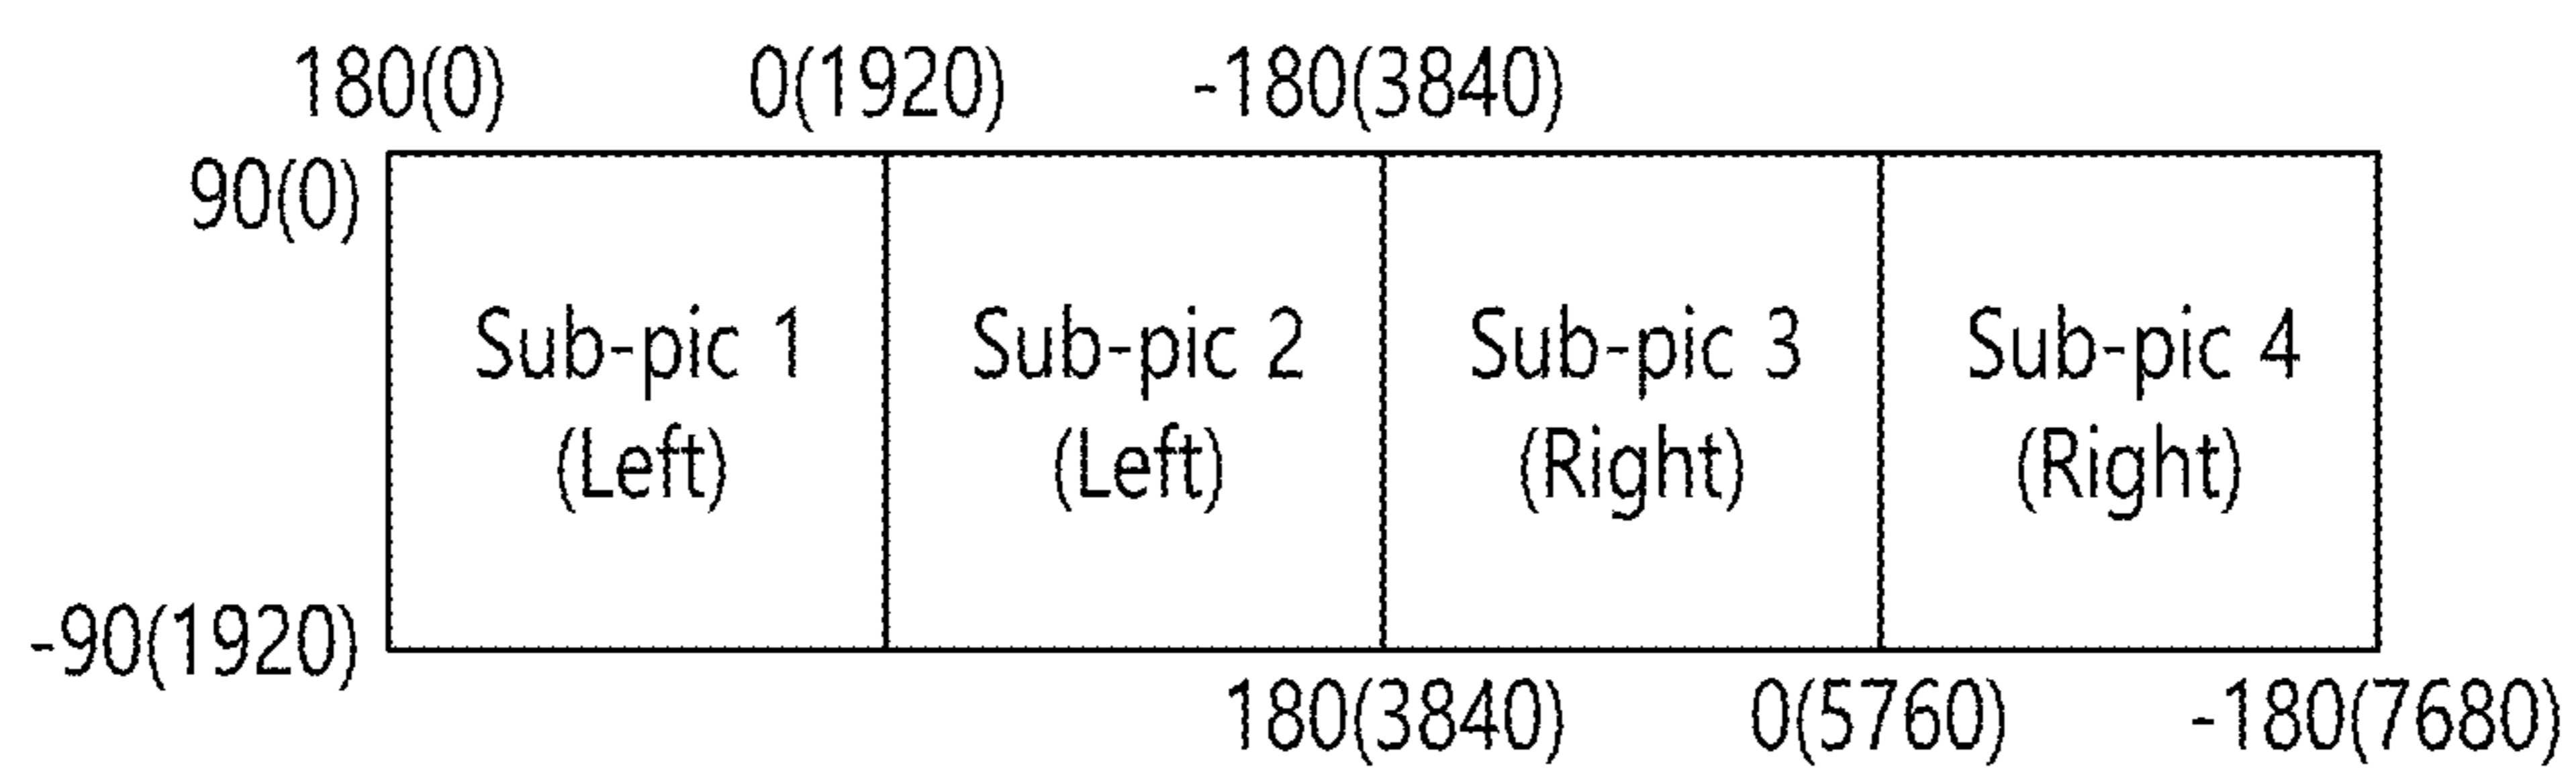 180(0) 0(1920) -180(3840)
90(0)
Sub-pic 1 Sub-pic 2 Sub-pic 3 Sub-pic 4
(Left) (Left) (Right) (Right)
-90(1920)
180(3840) 0(5760) -180(7680)